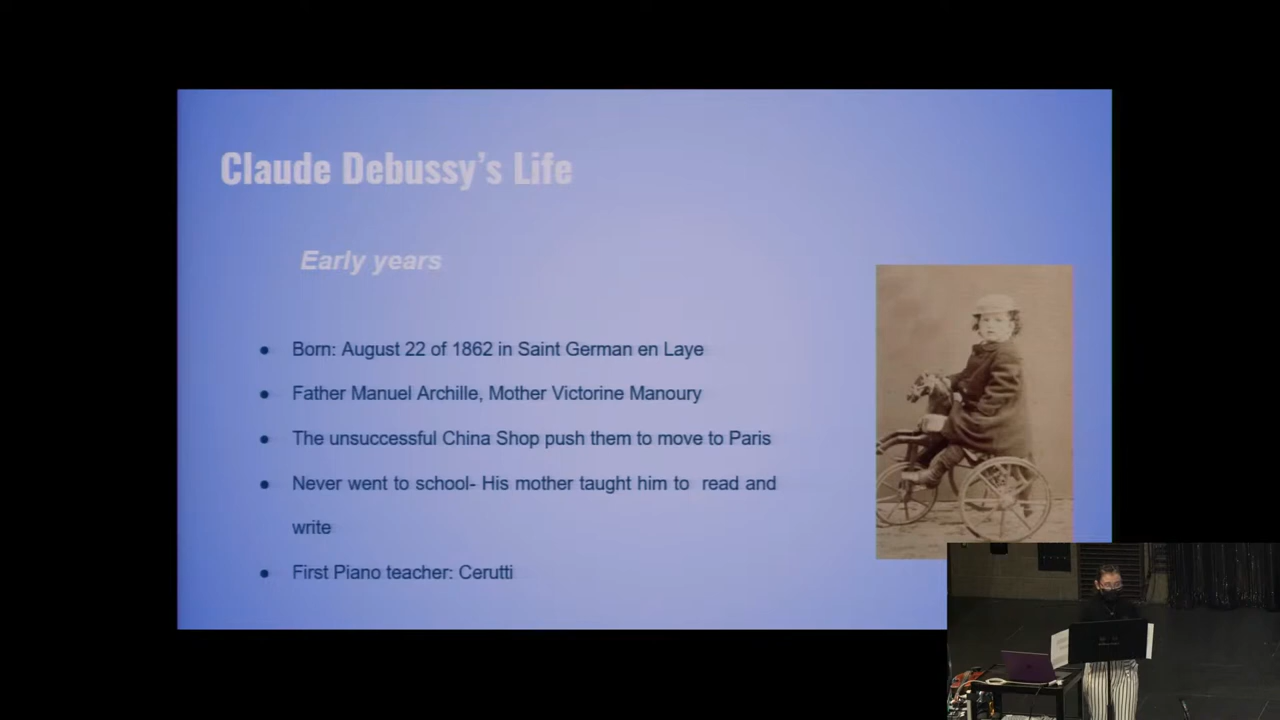 Claude Debussy’s Life
Early years
● Born: August 22 of 1862 in Saint German en Laye
● Father Manuel Archille, Mother Victorine Manoury
● The unsuccessful China Shop push them to move to Paris
● Never went to school- His mother taught him to read and
write
● First Piano teacher: Cerutti